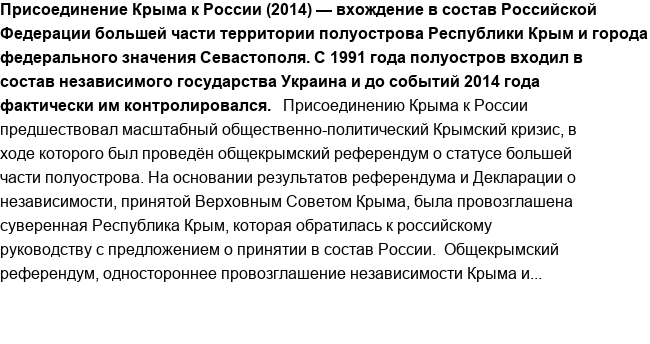 Присоединение Крыма к России (2014) — вхождение в состав Российской
Федерации большей части территории полуострова Республики Крым и города
федерального значения Севастополя. С 1991 года полуостров входил в
состав независимого государства Украина и до событий 2014 года
фактически им контролировался.   Присоединению Крыма к России
предшествовал масштабный общественно-политический Крымский кризис, в
ходе которого был проведён общекрымский референдум о статусе большей
части полуострова. На основании результатов референдума и Декларации о
независимости, принятой Верховным Советом Крыма, была провозглашена
суверенная Республика Крым, которая обратилась к российскому
руководству с предложением о принятии в состав России.  Общекрымский
референдум, одностороннее провозглашение независимости Крыма и...